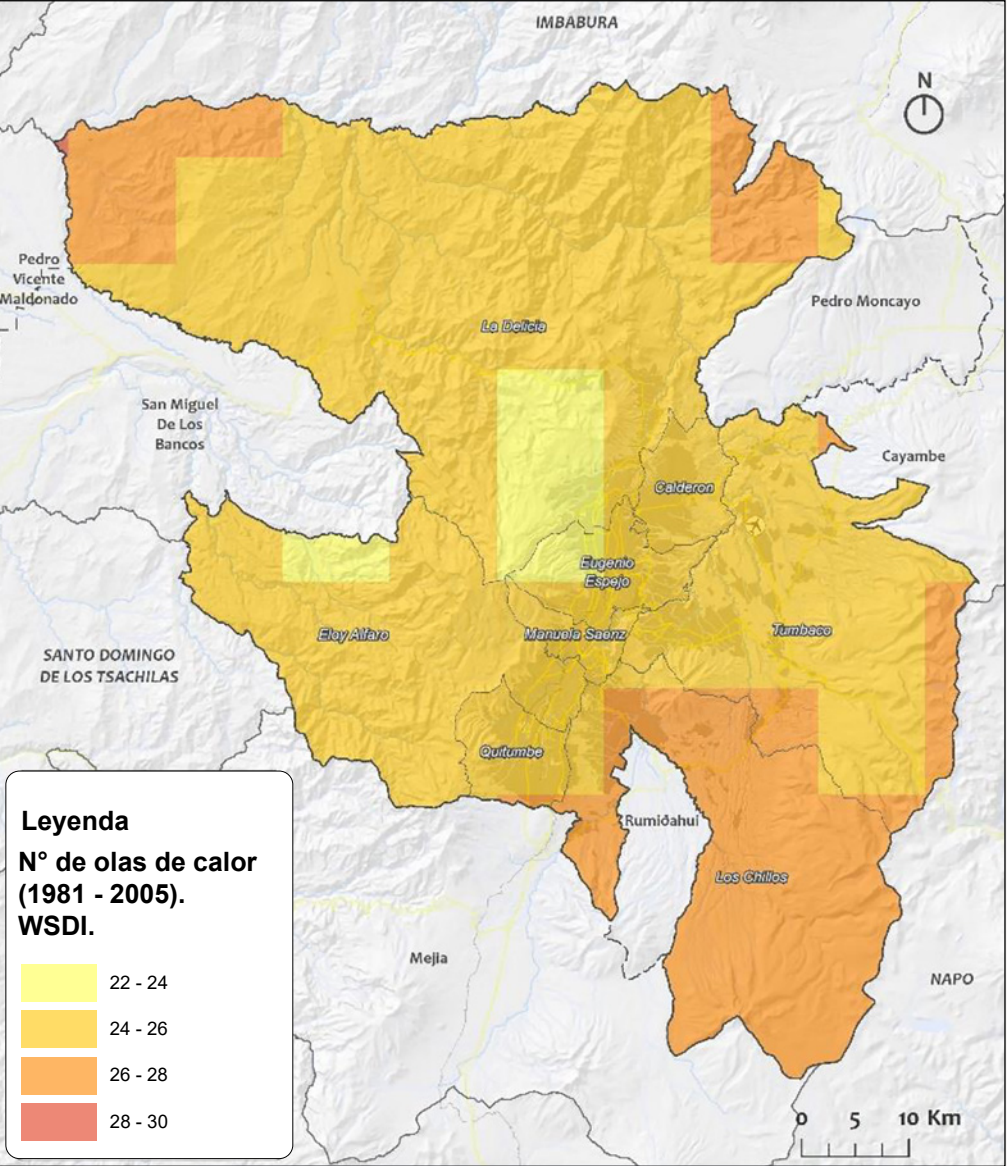 IMBABURA
N
Pedro
Vicente
Maldonado
Pedro Moncayo
La Delicia
San Miguel
De Los
Bancos
Cayambe
Calderon
Eugenio
Espejo
Eloy Alfaro
Manuela Saenz
Tumbaco
SANTO DOMINGO
DE LOS TSACHILAS
Quitumbe
Rumiðahui
Los Chillos
Mejia
NAPO
Leyenda
N° de olas de calor
(1981 - 2005).
WSDI.
22 - 24
24 - 26
26 - 28
28 - 30
0 5 10 Km